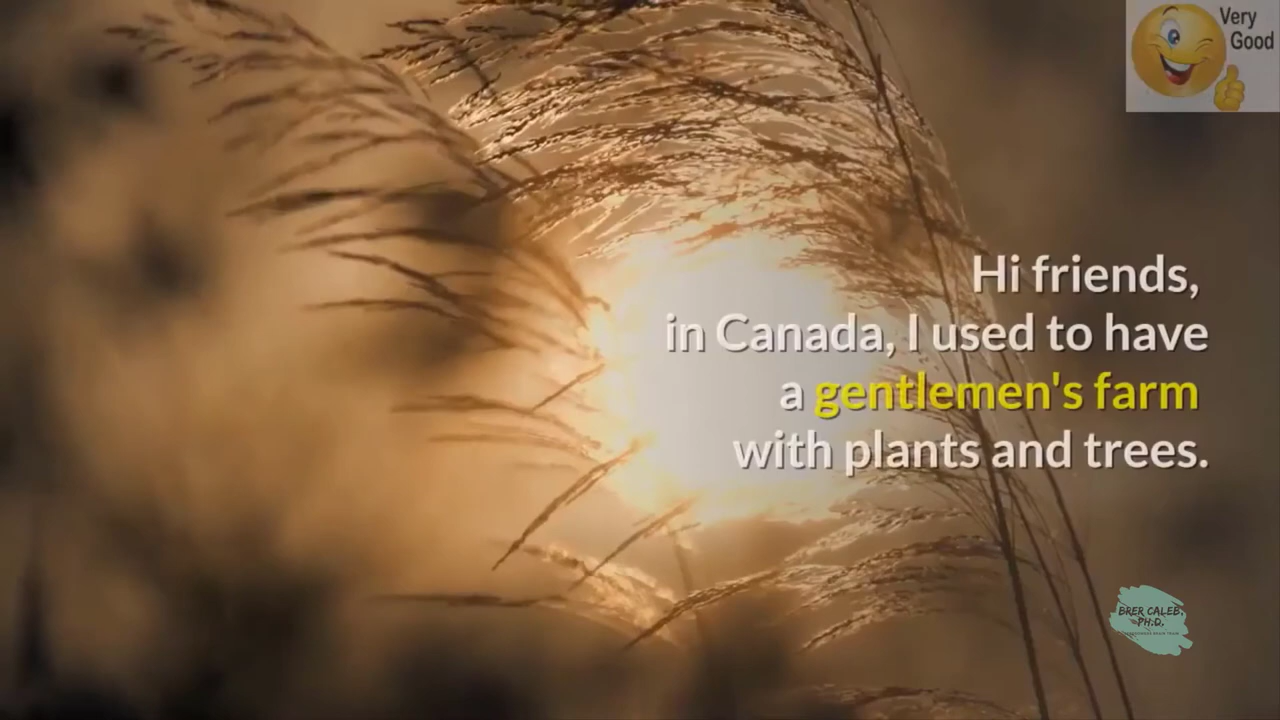 Very
Good
Hi friends,
in Canada, I used to have
a gentlemen's farm
with plants and trees.
BRER CALEB,
PH.D.